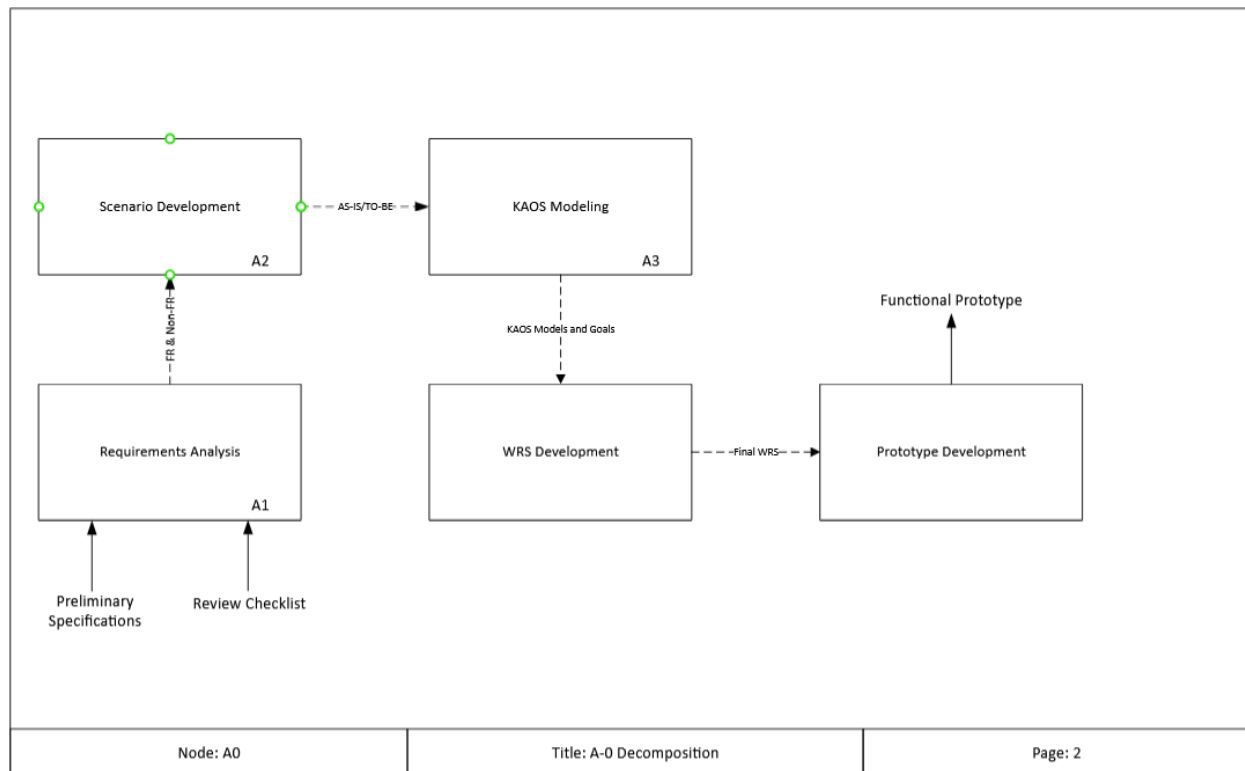 Scenario Development
A2
AS-IS/TO-BE
KAOS Modeling
A3
FR & Non-FR
KAOS Models and Goals
Functional Prototype
Requirements Analysis
A1
WRS Development
Final WRS
Prototype Development
Preliminary
Specifications
Review Checklist
Node: A0
Title: A-0 Decomposition
Page: 2